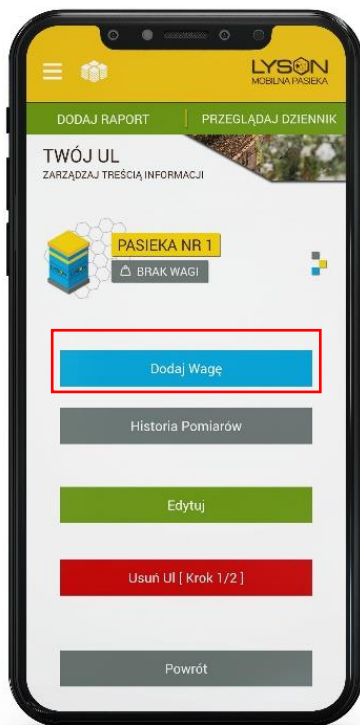 LYSON
MOBILNA PASIEKA
DODAJ RAPORT PRZEGLĄDAJ DZIENNIK
TWÓJ UL
ZARZĄDZAJ TREŚCIĄ INFORMACJI
PASIEKA NR 1
BRAK WAGI
Dodaj Wagę
Historia Pomiarów
Edytuj
Usuń Ul [ Krok 1/2 ]
Powrót